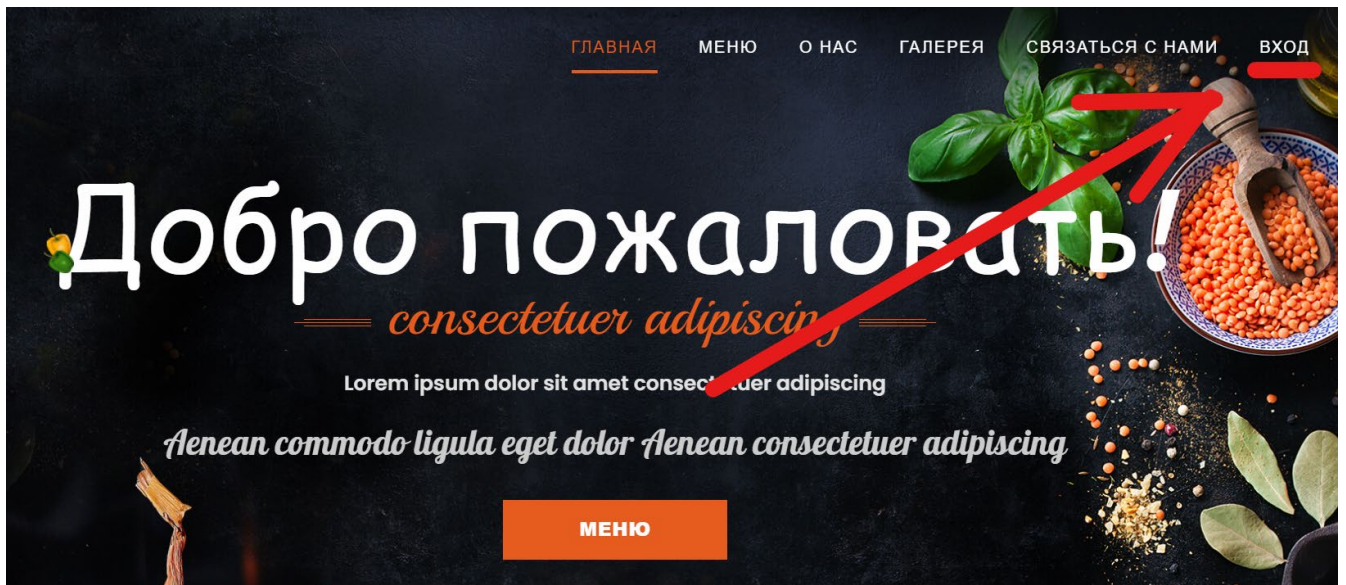 ГЛАВНАЯ МЕНЮ О НАС ГАЛЕРЕЯ СВЯЗАТЬСЯ С НАМИ ВХОД
Добро пожаловать!
consectetuer adipiscing
Lorem ipsum dolor sit amet consectetuer adipiscing
Aenean commodo ligula eget dolor Aenean consectetuer adipiscing
МЕНЮ